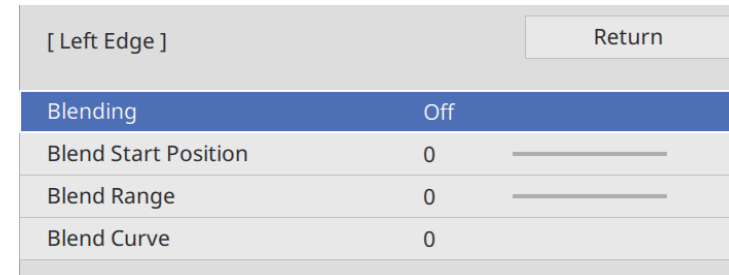 [ Left Edge ] Return
Blending Off
Blend Start Position 0
Blend Range 0
Blend Curve 0